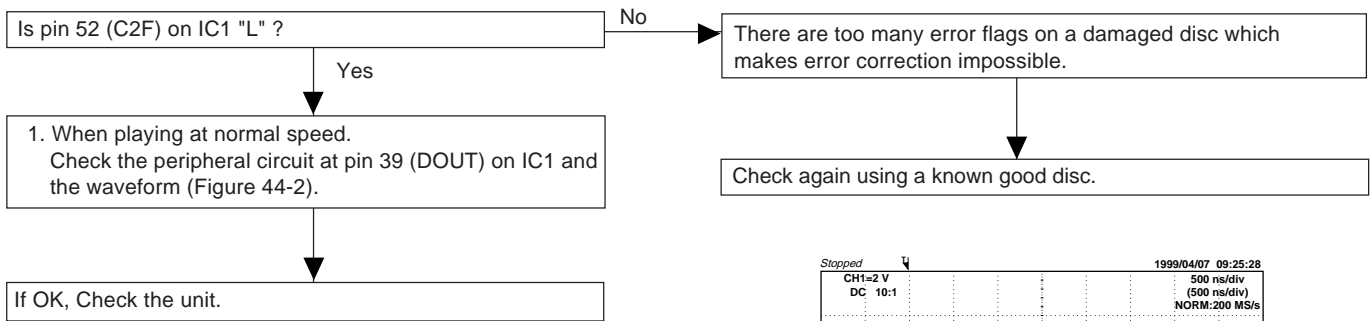 Is pin 52 (C2F) on IC1 "L" ?
No
There are too many error flags on a damaged disc which
makes error correction impossible.
Yes
1. When playing at normal speed.
Check the peripheral circuit at pin 39 (DOUT) on IC1 and
the waveform (Figure 44-2).
Check again using a known good disc.
If OK, Check the unit.
Stopped
1999/04/07 09:25:28
CH1=2 V
500 ns/div
DC 10:1
(500 ns/div)
NORM:200 MS/s